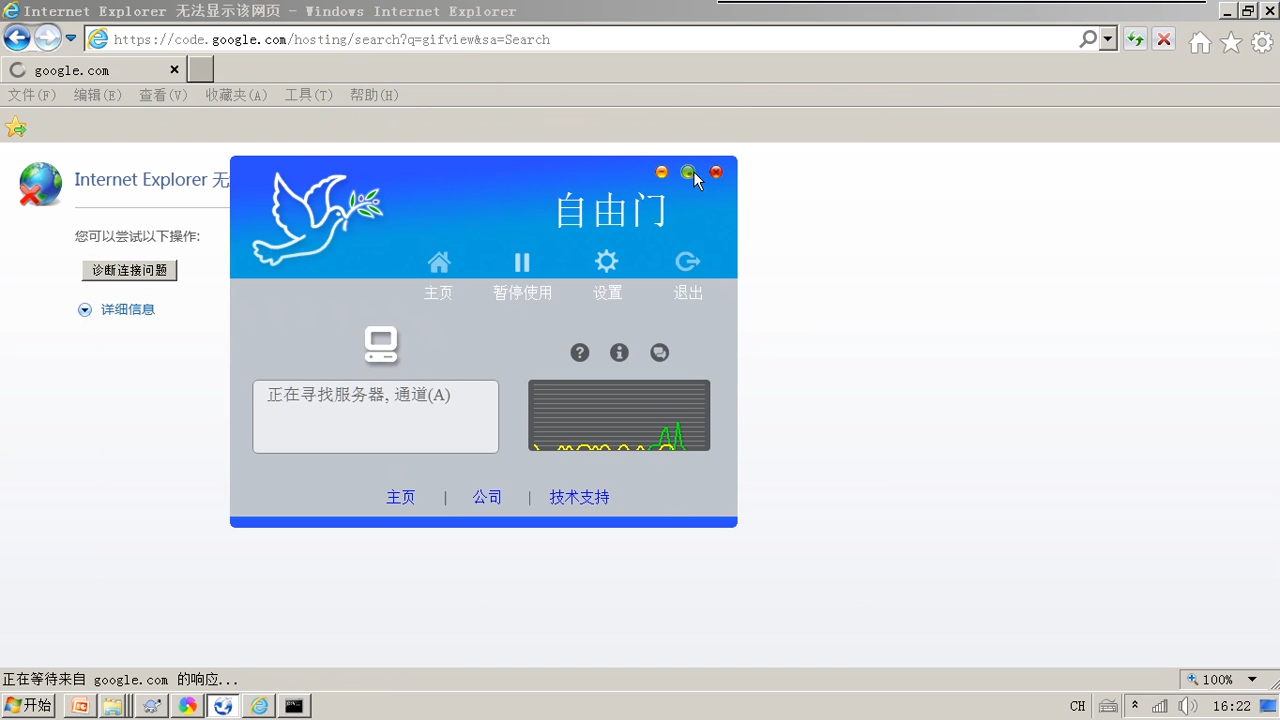 Internet Explorer 无法显示该网页 - Windows Internet Explorer
https://code.google.com/hosting/search?q=gifview&sa=Search
google.com
文件(F) 编辑(E) 查看(V) 收藏夹(A) 工具(T) 帮助(H)
Internet Explorer 无
您可以尝试以下操作:
诊断连接问题
详细信息
自由门
主页 暂停使用 设置 退出
正在寻找服务器, 通道(A)
主页 | 公司 | 技术支持
正在等待来自 google.com 的响应...
100%
开始
CH
16:22